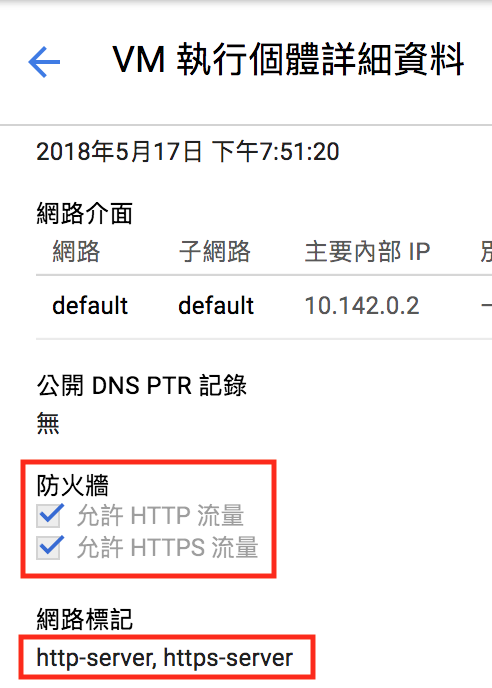 VM 執行個體詳細資料
2018年5月17日 下午7:51:20
網路介面
網路 子網路 主要內部 IP
default default 10.142.0.2 –
公開 DNS PTR 記錄
無
防火牆
允許 HTTP 流量
允許 HTTPS 流量
網路標記
http-server, https-server